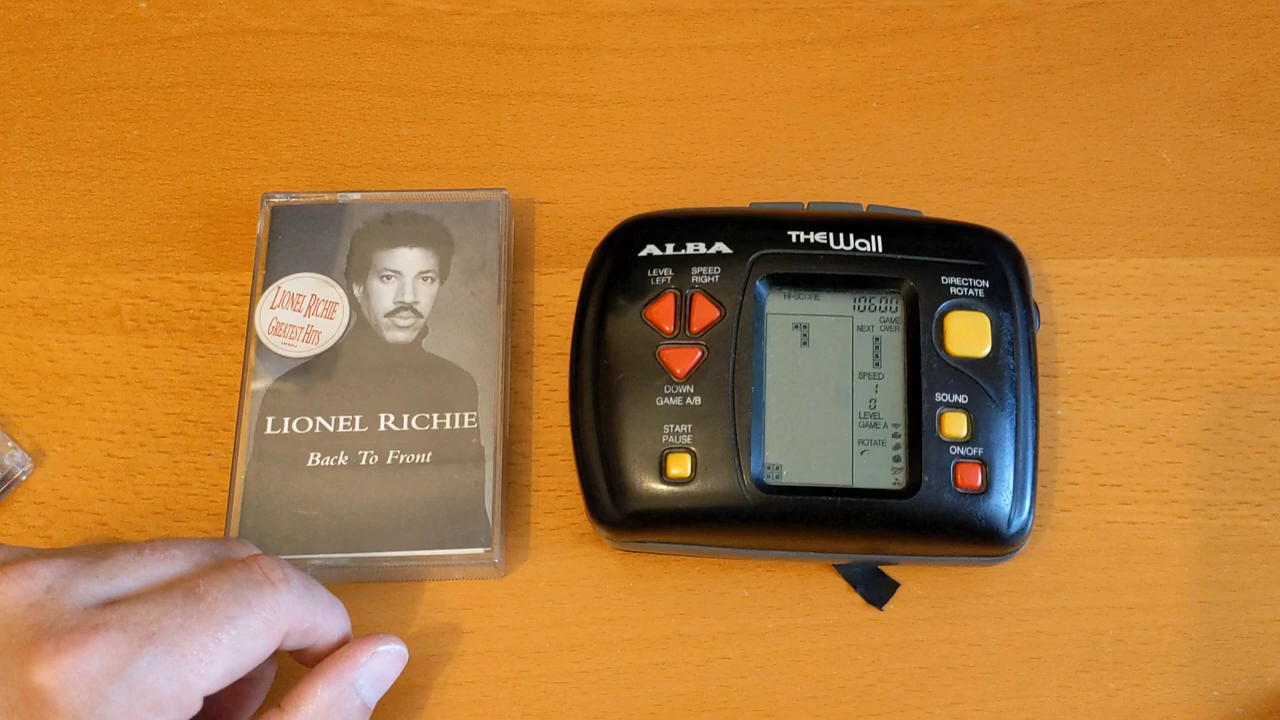 LIONEL RICHIE
GREATEST HITS
LIONEL RICHIE
Back To Front
ALBA
THE Wall
LEVEL
LEFT
SPEED
RIGHT
DOWN
GAME A/B
START
PAUSE
HI-SCORE
10600
GAME
OVER
NEXT
SPEED
1
0
LEVEL
GAME A
ROTATE
DIRECTION
ROTATE
SOUND
ON/OFF